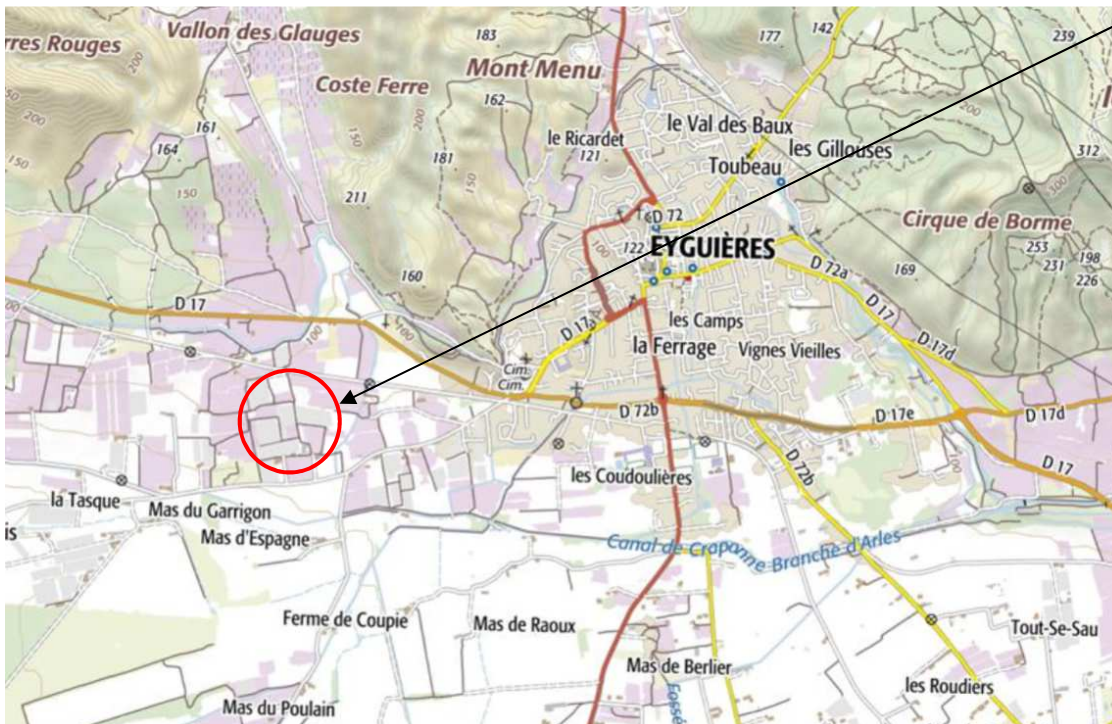 rres Rouges
Vallon des Glauges
200
183
177
142
239
Coste Ferre
Mont Menu
162
le Val des Baux
les Gillouses
161
164
le Ricardet
121
Toubeau
312
150
181
211
D 72
Cirque de Borme
100
122
EYGUIÈRES
253
231
198
226
160
D 72a
169
D 17
D 17
les Camps
D 17
D 17d
la Ferrage
Vignes Vieilles
Cim.
Cim.
D 72b
D 17e
D 17d
D 17
les Coudoulières
D 72b
la Tasque
Mas du Garrigon
is
Mas d'Espagne
Canal de Craponne Branche d'Arles
Ferme de Coupie
Mas de Raoux
Tout-Se-Sau
Mas de Berlier
les Roudiers
Fossé
Mas du Poulain